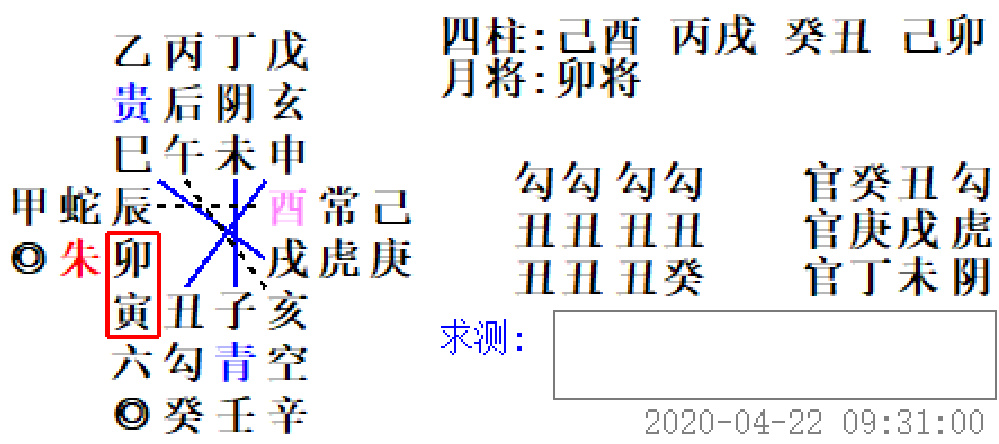 乙丙丁戊
贵后阴玄
巳午未申
甲蛇辰酉常己
◎朱卯戌虎庚
寅丑子亥
六勾青空
◎癸壬辛
四柱:己酉 丙戌 癸丑 己卯
月将:卯将
勾勾勾勾 官癸丑勾
丑丑丑丑 官庚戌虎
丑丑丑癸 官丁未阴
求测:
2020-04-22 09:31:00